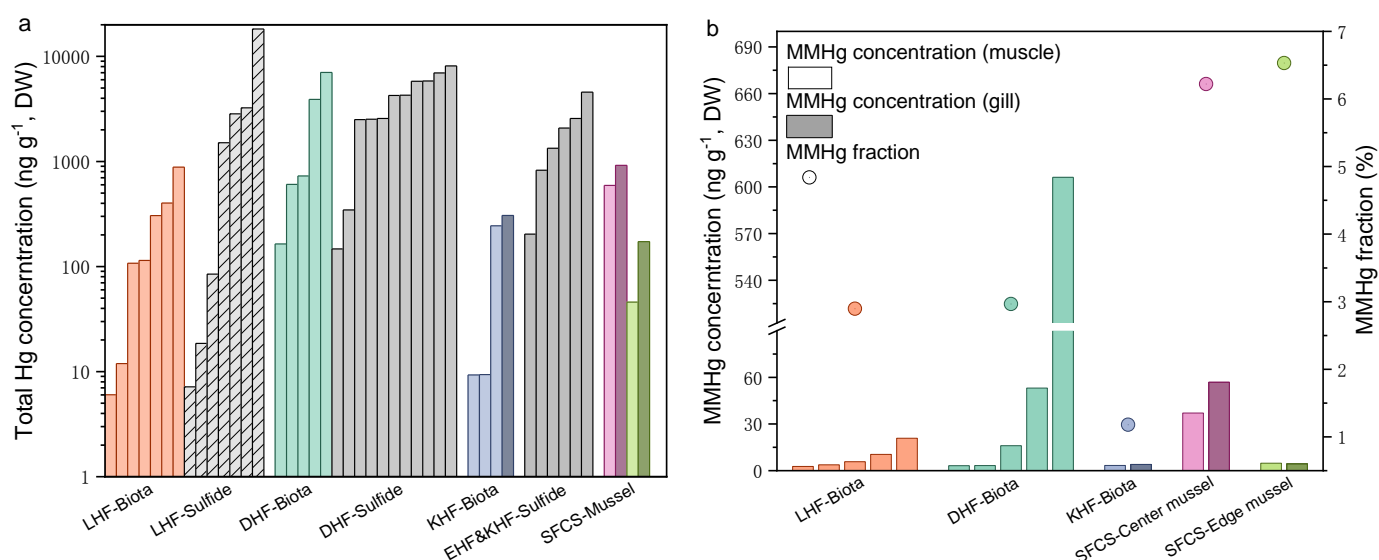 a
Total Hg concentration (ng g⁻¹, DW)
10000
1000
100
10
1
LHF-Biota
LHF-Sulfide
DHF-Biota
DHF-Sulfide
KHF-Biota
EHF&KHF-Sulfide
SFCS-Mussel
b
MMHg concentration (ng g⁻¹, DW)
690
660
630
600
570
540
60
30
0
MMHg concentration (muscle)
MMHg concentration (gill)
MMHg fraction
7
6
5
4
3
2
1
MMHg fraction (%)
LHF-Biota
DHF-Biota
KHF-Biota
SFCS-Center mussel
SFCS-Edge mussel